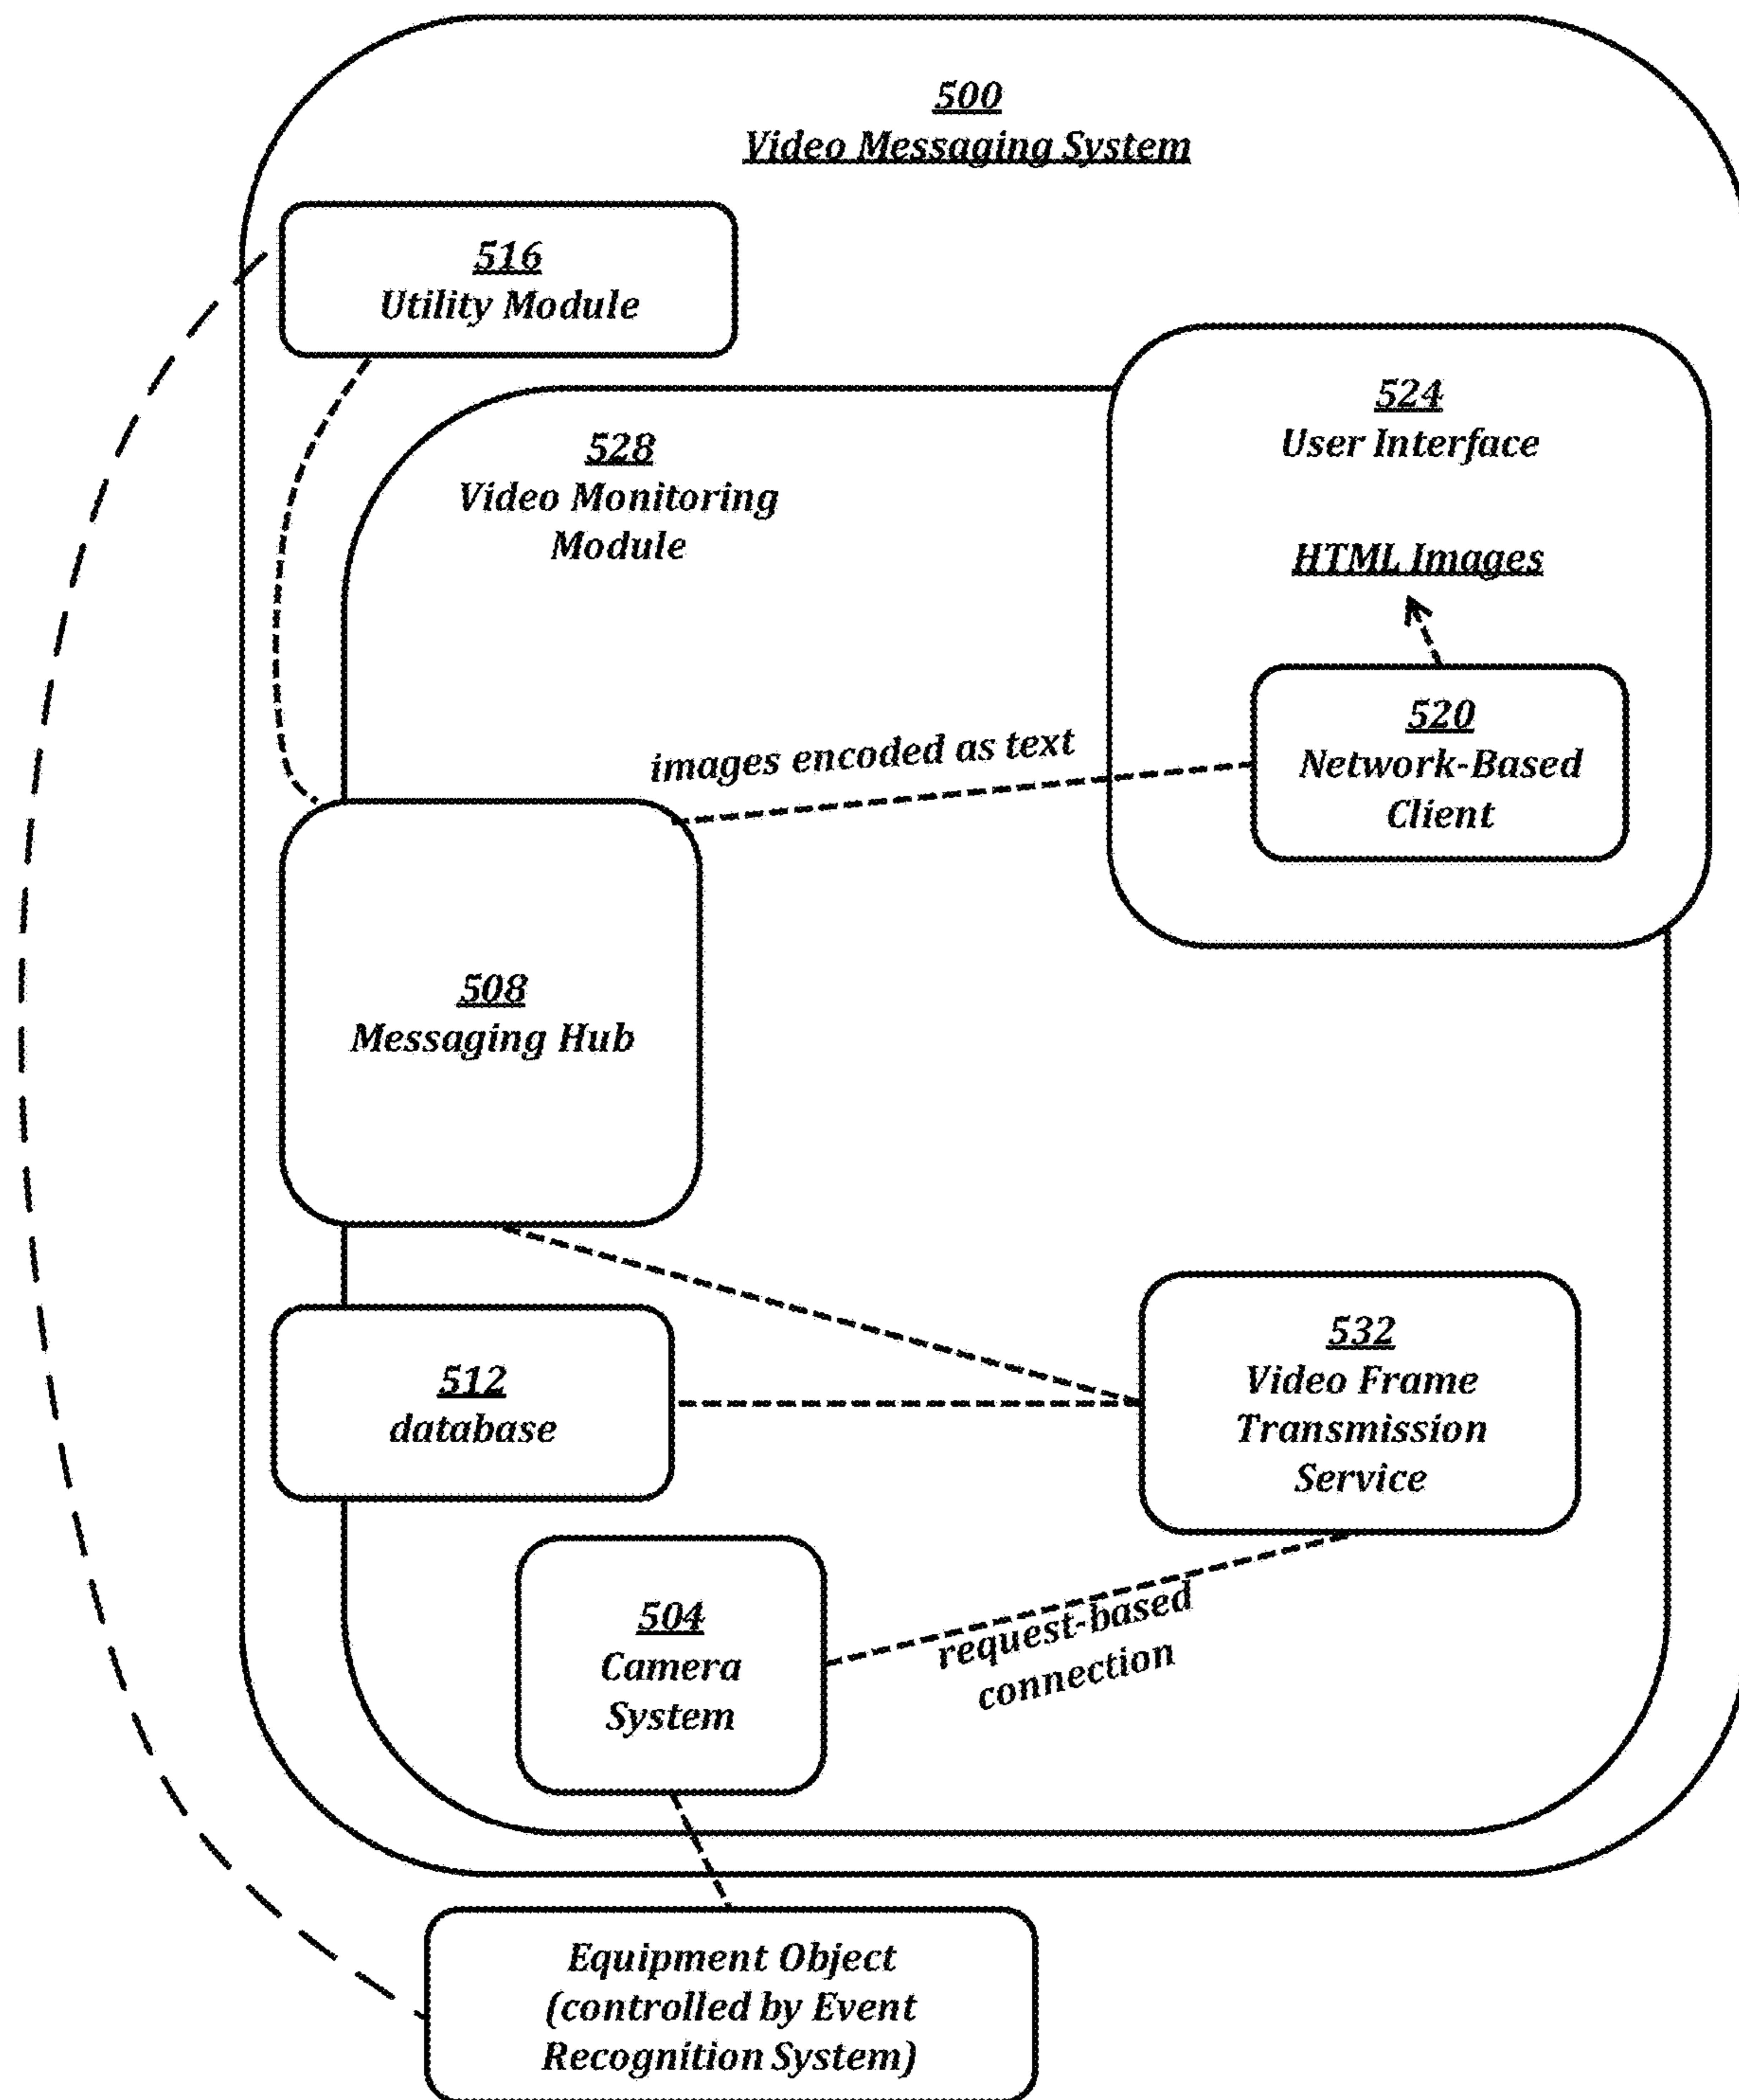 500
Video Messaging System
516
Utility Module
524
User Interface
528
Video Monitoring
Module
HTML Images
520
Network-Based
Client
images encoded as text
508
Messaging Hub
532
Video Frame
Transmission
Service
512
database
504
Camera
System
request-based
connection
Equipment Object
(controlled by Event
Recognition System)